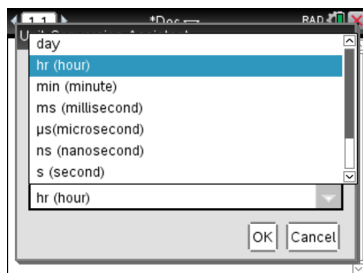 1.1
*Doc
RAD
day
hr (hour)
min (minute)
ms (millisecond)
µs(microsecond)
ns (nanosecond)
s (second)
hr (hour)
OK
Cancel